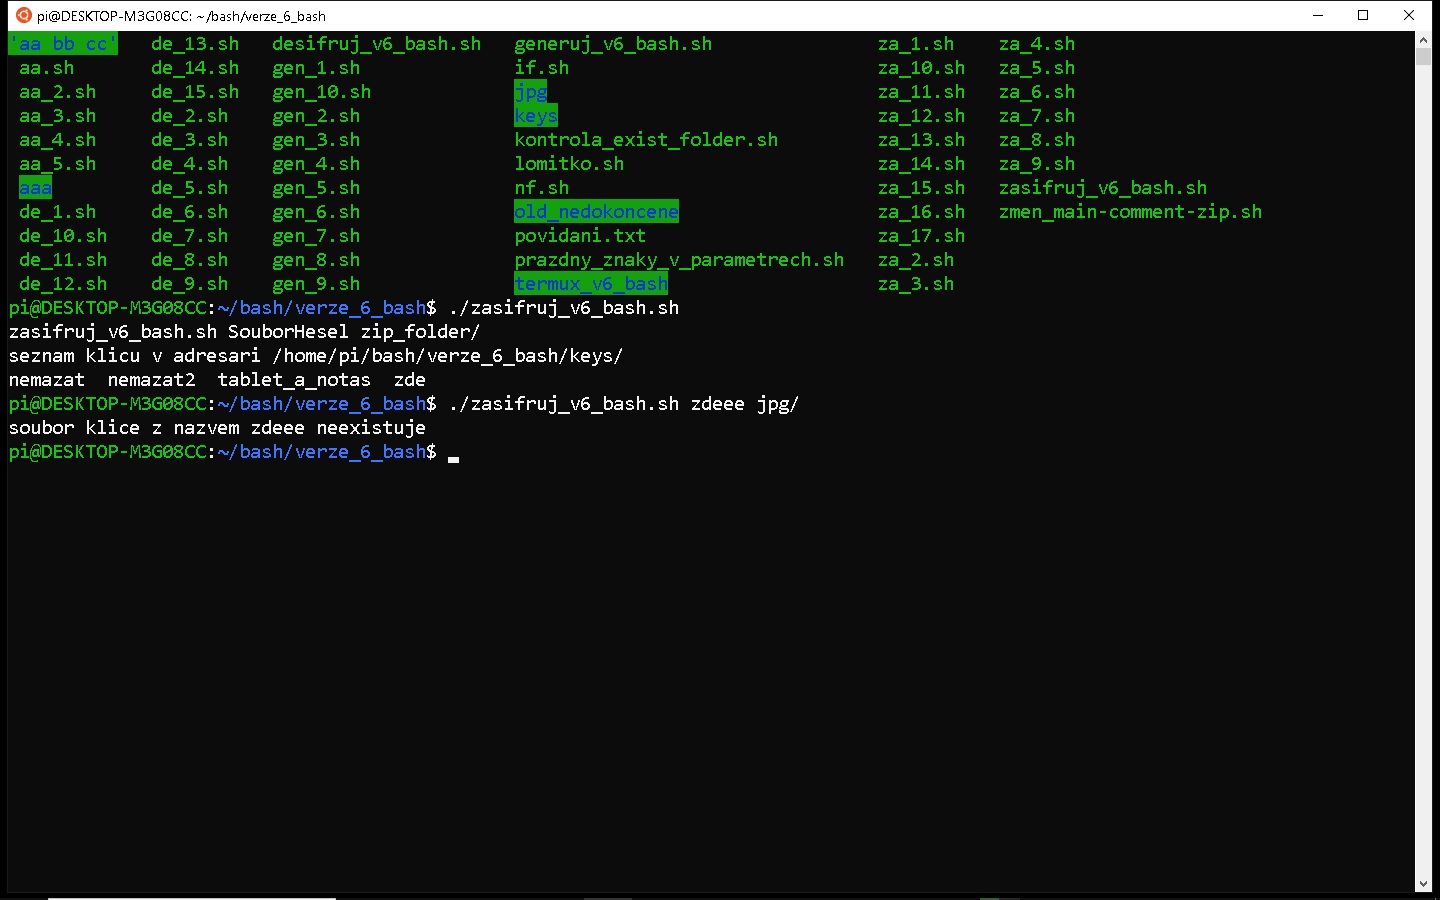 pi@DESKTOP-M3G08CC: ~/bash/verze_6_bash
'aa bb cc' de_13.sh desifruj_v6_bash.sh generuj_v6_bash.sh za_1.sh za_4.sh
aa.sh de_14.sh gen_1.sh if.sh za_10.sh za_5.sh
aa_2.sh de_15.sh gen_10.sh jpg za_11.sh za_6.sh
aa_3.sh de_2.sh gen_2.sh keys za_12.sh za_7.sh
aa_4.sh de_3.sh gen_3.sh kontrola_exist_folder.sh za_13.sh za_8.sh
aa_5.sh de_4.sh gen_4.sh lomitko.sh za_14.sh za_9.sh
aaa de_5.sh gen_5.sh nf.sh za_15.sh zasifruj_v6_bash.sh
de_1.sh de_6.sh gen_6.sh old_nedokoncene za_16.sh zmen_main-comment-zip.sh
de_10.sh de_7.sh gen_7.sh povidani.txt za_17.sh
de_11.sh de_8.sh gen_8.sh prazdny_znaky_v_parametrech.sh za_2.sh
de_12.sh de_9.sh gen_9.sh termux_v6_bash za_3.sh
pi@DESKTOP-M3G08CC:~/bash/verze_6_bash$ ./zasifruj_v6_bash.sh
zasifruj_v6_bash.sh SouborHesel zip_folder/
seznam klicu v adresari /home/pi/bash/verze_6_bash/keys/
nemazat nemazat2 tablet_a_notas zde
pi@DESKTOP-M3G08CC:~/bash/verze_6_bash$ ./zasifruj_v6_bash.sh zdeee jpg/
soubor klice z nazvem zdeee neexistuje
pi@DESKTOP-M3G08CC:~/bash/verze_6_bash$